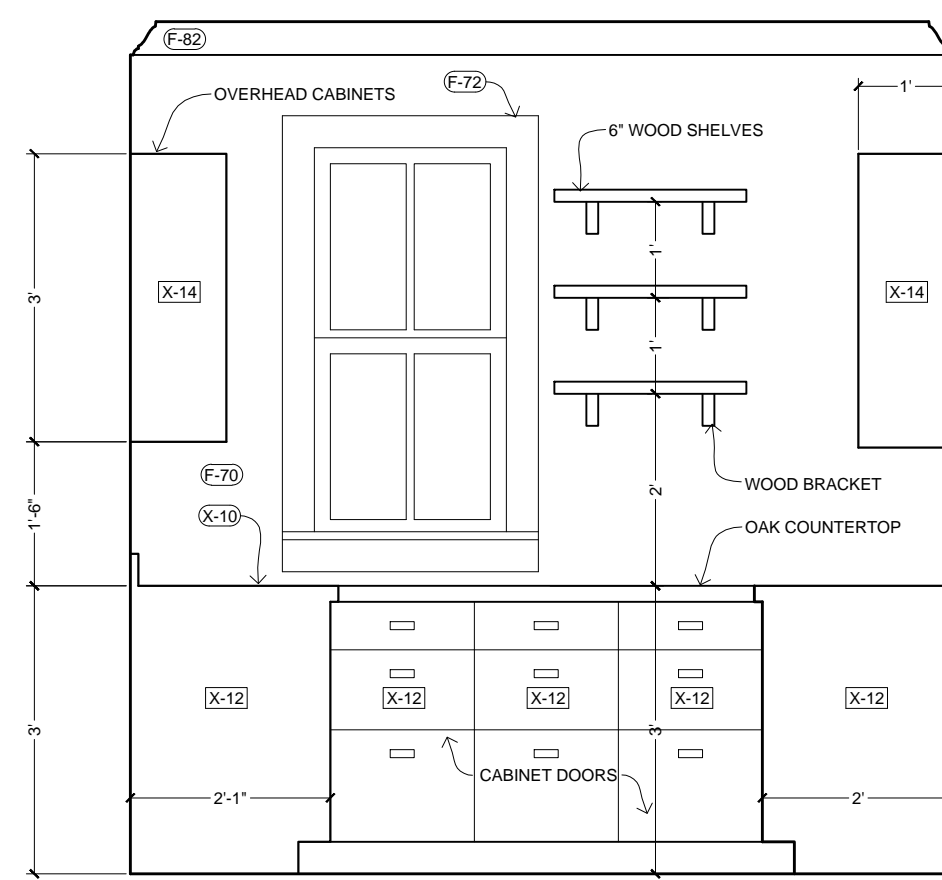 F-82
F-72
1'
OVERHEAD CABINETS
6" WOOD SHELVES
1'
3'
X-14
X-14
1'
F-70
WOOD BRACKET
2'
1'-6"
X-10
OAK COUNTERTOP
X-12
X-12
X-12
X-12
X-12
3'
3'
CABINET DOORS
2'-1"
2'